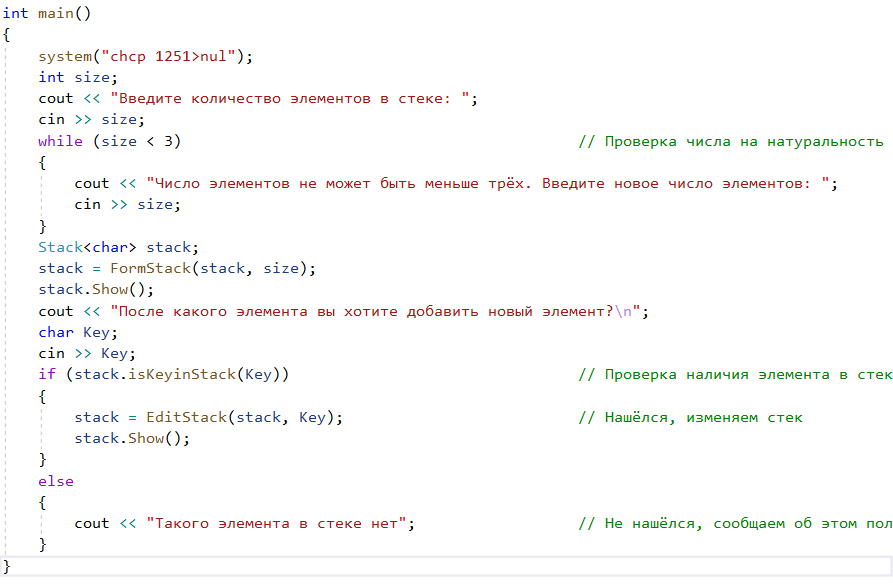 int main()
{
system("chcp 1251>nul");
int size;
cout << "Введите количество элементов в стеке: ";
cin >> size;
while (size < 3) // Проверка числа на натуральность
{
cout << "Число элементов не может быть меньше трёх. Введите новое число элементов: ";
cin >> size;
}
Stack<char> stack;
stack = FormStack(stack, size);
stack.Show();
cout << "После какого элемента вы хотите добавить новый элемент?\n";
char Key;
cin >> Key;
if (stack.isKeyinStack(Key)) // Проверка наличия элемента в стек
{
stack = EditStack(stack, Key); // Нашёлся, изменяем стек
stack.Show();
}
else
{
cout << "Такого элемента в стеке нет"; // Не нашёлся, сообщаем об этом пол
}
}